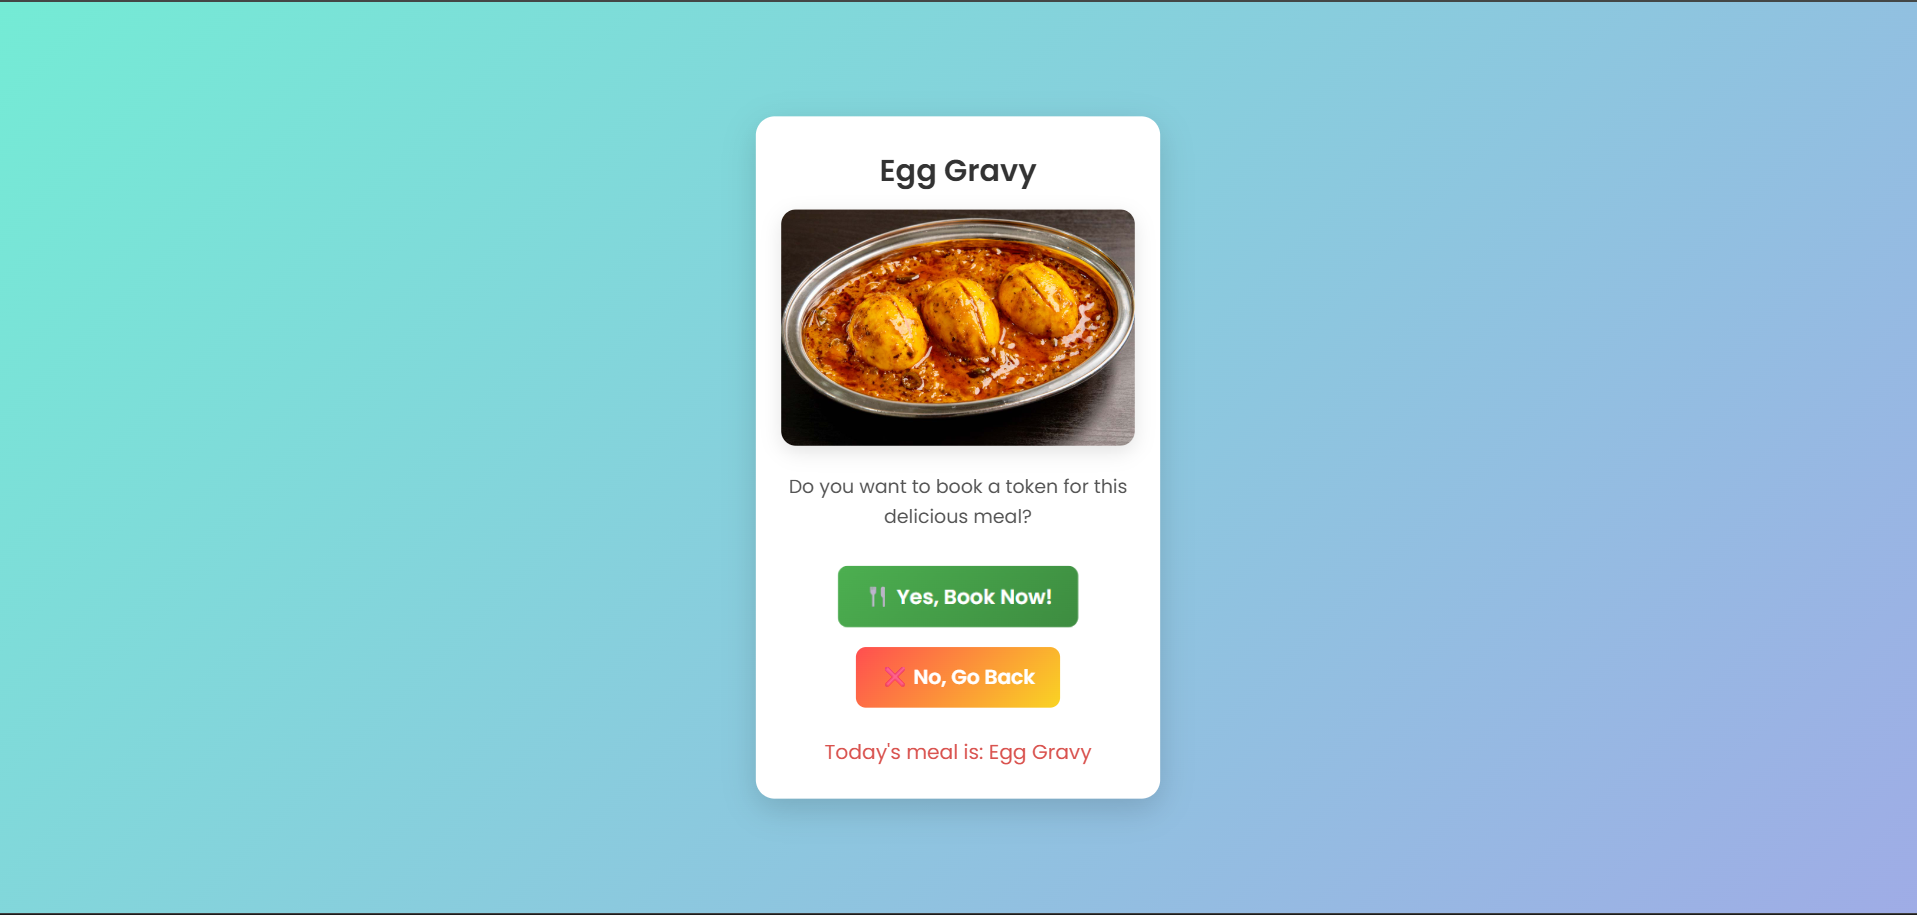 Egg Gravy
Do you want to book a token for this
delicious meal?
🍴 Yes, Book Now!
❌ No, Go Back
Today's meal is: Egg Gravy